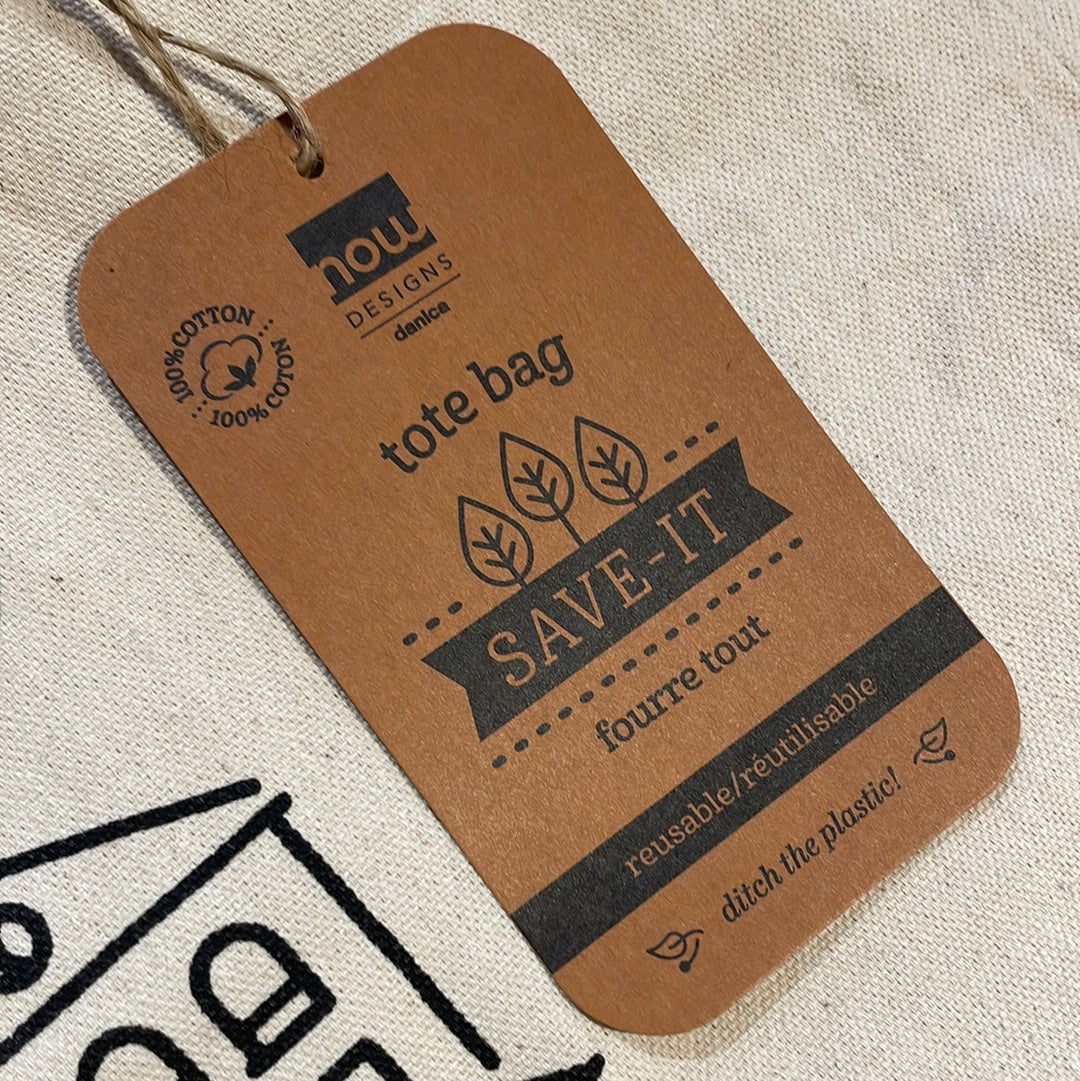 now
DESIGNS
danica
100% COTTON
100% COTON
tote bag
SAVE-IT
fourre tout
reusable/réutilisable
ditch the plastic!